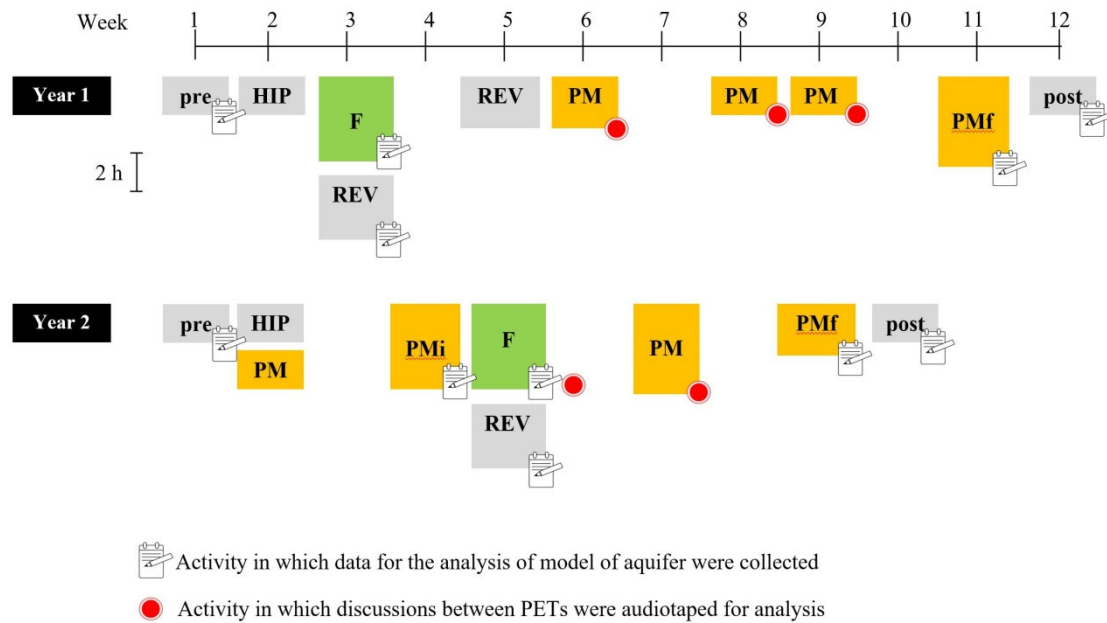 Week 1 2 3 4 5 6 7 8 9 10 11 12
Year 1 pre HIP F REV PM PM PM PMf post
2 h
REV
Year 2 pre HIP PMi F PM PMf post
PM
REV
Activity in which data for the analysis of model of aquifer were collected
Activity in which discussions between PETs were audiotaped for analysis